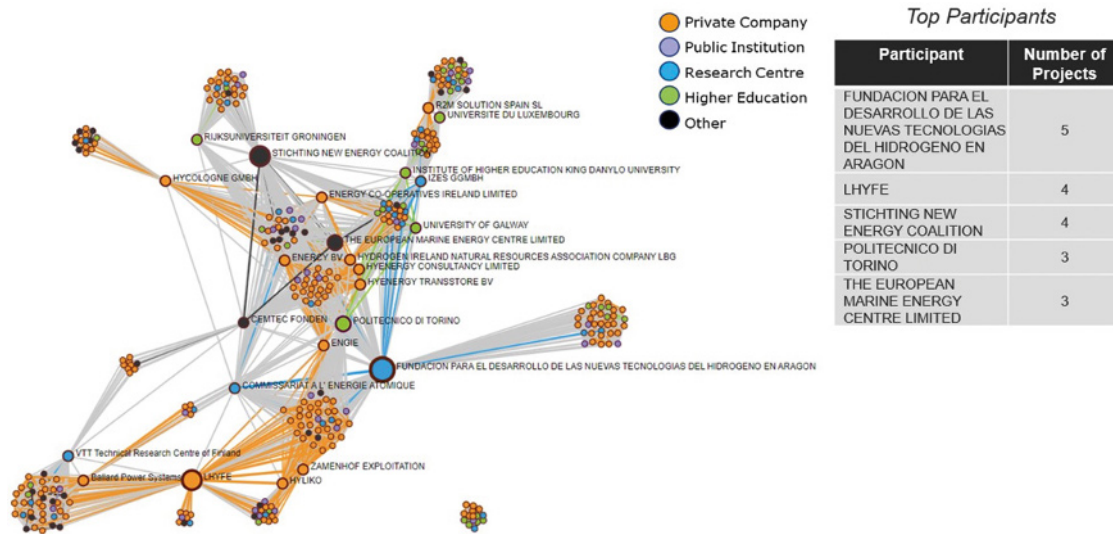 Private Company
Public Institution
Research Centre
Higher Education
Other
Top Participants
Participant
Number of
Projects
FUNDACION PARA EL
DESARROLLO DE LAS
NUEVAS TECNOLOGIAS
DEL HIDROGENO EN
ARAGON
5
LHYFE
4
STICHTING NEW
ENERGY COALITION
4
POLITECNICO DI
TORINO
3
THE EUROPEAN
MARINE ENERGY
CENTRE LIMITED
3
R2M SOLUTION SPAIN SL
UNIVERSITE DU LUXEMBOURG
RIJKSUNIVERSITEIT GRONINGEN
STICHTING NEW ENERGY COALITION
INSTITUTE OF HIGHER EDUCATION KING DANYLO UNIVERSITY
HYCOLOGNE GMBH
IZES GGMBH
ENERGY CO-OPERATIVES IRELAND LIMITED
UNIVERSITY OF GALWAY
THE EUROPEAN MARINE ENERGY CENTRE LIMITED
ENERCY BV
HYDROGEN IRELAND NATURAL RESOURCES ASSOCIATION COMPANY LBG
HYENERGY CONSULTANCY LIMITED
HYENERGY TRANSSTORE BV
CEMTEC FONDEN
POLITECNICO DI TORINO
ENGIE
FUNDACION PARA EL DESARROLLO DE LAS NUEVAS TECNOLOGIAS DEL HIDROGENO EN ARAGON
COMMISSARIAT A L' ENERGIE ATOMIQUE
VTT Technical Research Centre of Finland
ZAMENHOF EXPLOITATION
Ballard Power Systems
LHYFE
HYLIKO